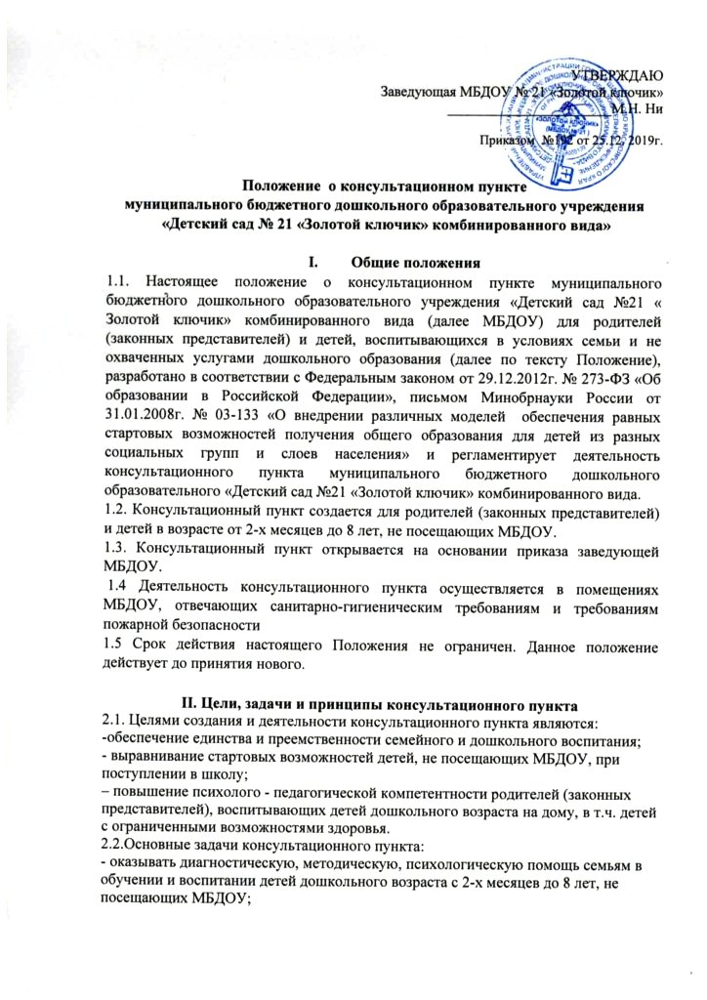 УТВЕРЖДАЮ
Заведующая МБДОУ № 21 «Золотой ключик»
М.Н. Ни
Приказом №192 от 25.12. 2019г.
«ЗОЛОТОЙ КЛЮЧИК»
(МБДОУ № 21)
Положение о консультационном пункте
муниципального бюджетного дошкольного образовательного учреждения
«Детский сад № 21 «Золотой ключик» комбинированного вида»
I. Общие положения
1.1. Настоящее положение о консультационном пункте муниципального
бюджетного дошкольного образовательного учреждения «Детский сад №21 «
Золотой ключик» комбинированного вида (далее МБДОУ) для родителей
(законных представителей) и детей, воспитывающихся в условиях семьи и не
охваченных услугами дошкольного образования (далее по тексту Положение),
разработано в соответствии с Федеральным законом от 29.12.2012г. № 273-ФЗ «Об
образовании в Российской Федерации», письмом Минобрнауки России от
31.01.2008г. № 03-133 «О внедрении различных моделей обеспечения равных
стартовых возможностей получения общего образования для детей из разных
социальных групп и слоев населения» и регламентирует деятельность
консультационного пункта муниципального бюджетного дошкольного
образовательного «Детский сад №21 «Золотой ключик» комбинированного вида.
1.2. Консультационный пункт создается для родителей (законных представителей)
и детей в возрасте от 2-х месяцев до 8 лет, не посещающих МБДОУ.
1.3. Консультационный пункт открывается на основании приказа заведующей
МБДОУ.
1.4 Деятельность консультационного пункта осуществляется в помещениях
МБДОУ, отвечающих санитарно-гигиеническим требованиям и требованиям
пожарной безопасности
1.5 Срок действия настоящего Положения не ограничен. Данное положение
действует до принятия нового.
II. Цели, задачи и принципы консультационного пункта
2.1. Целями создания и деятельности консультационного пункта являются:
-обеспечение единства и преемственности семейного и дошкольного воспитания;
- выравнивание стартовых возможностей детей, не посещающих МБДОУ, при
поступлении в школу;
– повышение психолого - педагогической компетентности родителей (законных
представителей), воспитывающих детей дошкольного возраста на дому, в т.ч. детей
с ограниченными возможностями здоровья.
2.2.Основные задачи консультационного пункта:
- оказывать диагностическую, методическую, психологическую помощь семьям в
обучении и воспитании детей дошкольного возраста с 2-х месяцев до 8 лет, не
посещающих МБДОУ;